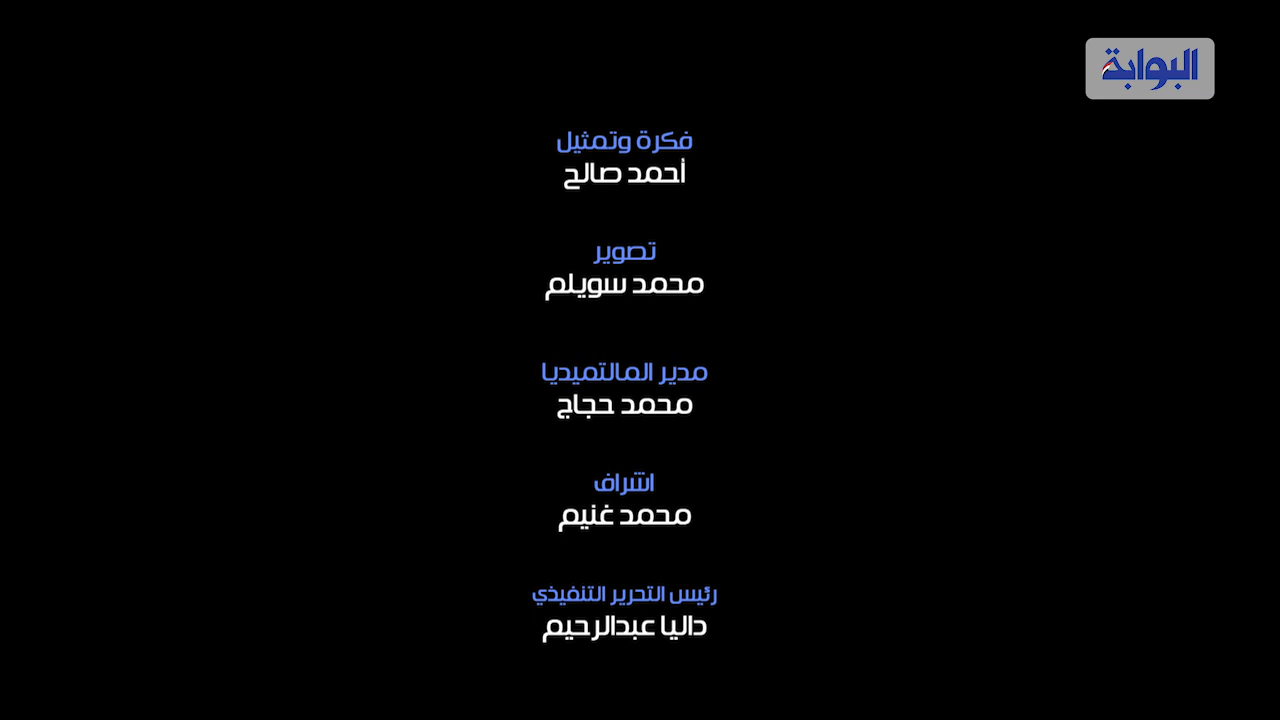 البوابة
فكرة وتمثيل
أحمد صالح
تصوير
محمد سويلم
مدير المالتميديا
محمد حجاج
اشراف
محمد غنيم
رئيس التحرير التنفيذي
داليا عبدالرحيم